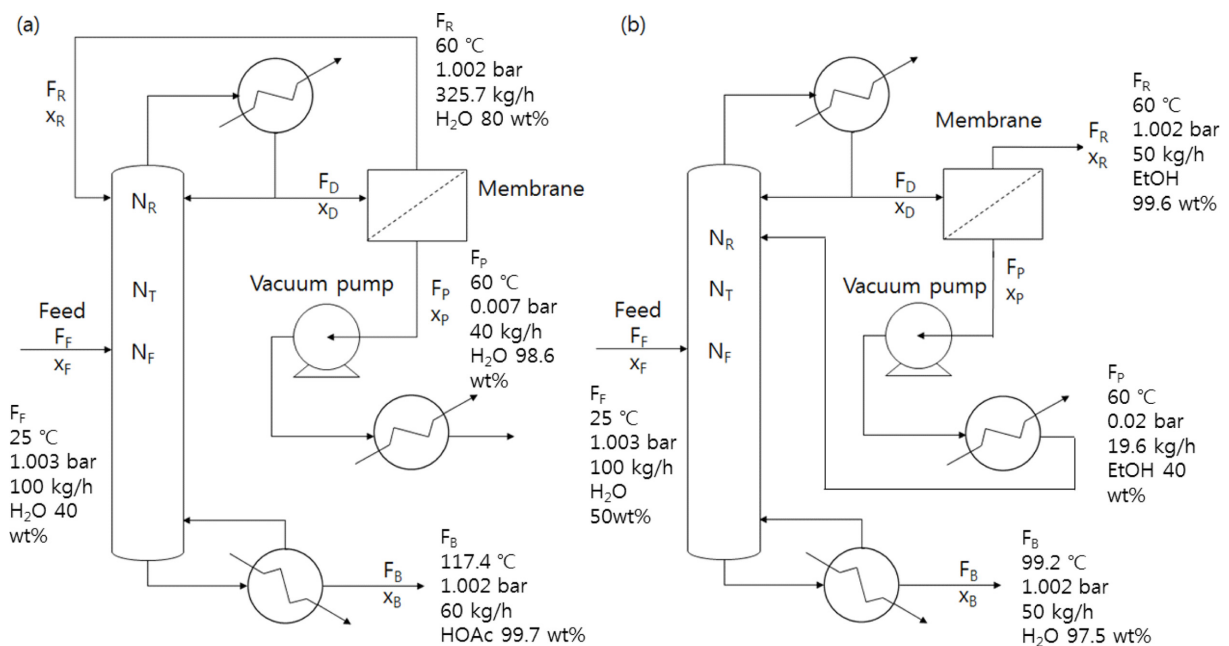 (a)
F_R
60 ℃
1.002 bar
325.7 kg/h
H₂O 80 wt%
F_R
x_R
N_R
N_T
N_F
F_D
x_D
Membrane
Vacuum pump
F_P
x_P
F_P
60 ℃
0.007 bar
40 kg/h
H₂O 98.6
wt%
Feed
F_F
x_F
F_F
25 ℃
1.003 bar
100 kg/h
H₂O 40
wt%
F_B
x_B
F_B
117.4 ℃
1.002 bar
60 kg/h
HOAc 99.7 wt%
(b)
Membrane
F_R
x_R
F_R
60 ℃
1.002 bar
50 kg/h
EtOH
99.6 wt%
F_D
x_D
N_R
N_T
N_F
Vacuum pump
F_P
x_P
F_P
60 ℃
0.02 bar
19.6 kg/h
EtOH 40
wt%
Feed
F_F
x_F
F_F
25 ℃
1.003 bar
100 kg/h
H₂O
50wt%
F_B
x_B
F_B
99.2 ℃
1.002 bar
50 kg/h
H₂O 97.5 wt%